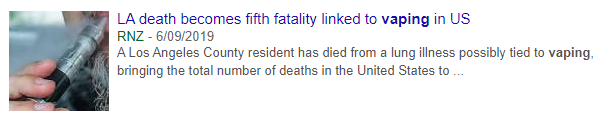 LA death becomes fifth fatality linked to vaping in US
RNZ - 6/09/2019
A Los Angeles County resident has died from a lung illness possibly tied to vaping,
bringing the total number of deaths in the United States to ...